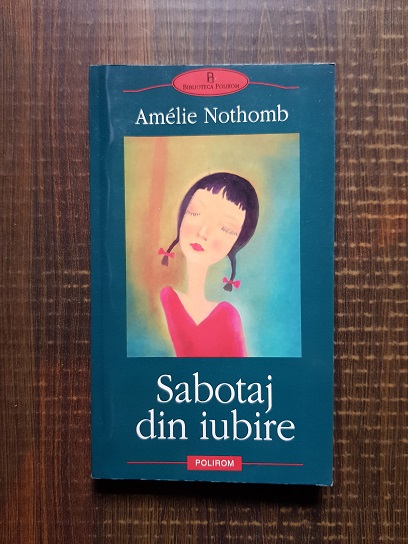 BIBLIOTECA POLIROM
Amélie Nothomb
Sabotaj
din iubire
POLIROM